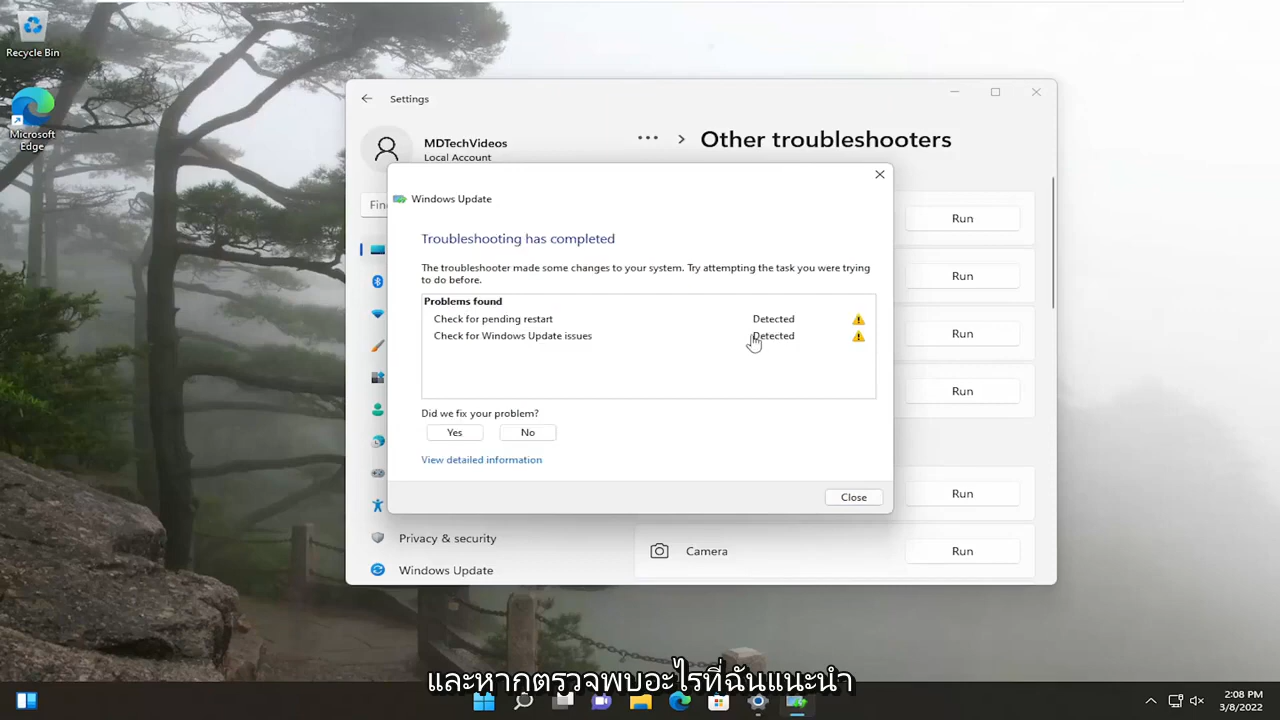 Recycle Bin
Microsoft
Edge
Settings
MDTechVideos
Local Account
Other troubleshooters
Fin
Run
Run
Run
Run
Run
Camera
Run
Privacy & security
Windows Update
Windows Update
Troubleshooting has completed
The troubleshooter made some changes to your system. Try attempting the task you were trying
to do before.
Problems found
Check for pending restart Detected
Check for Windows Update issues Detected
Did we fix your problem?
Yes No
View detailed information
Close
และหากตรวจพบอะไรที่ฉันแนะนำ
2:08 PM
3/8/2022